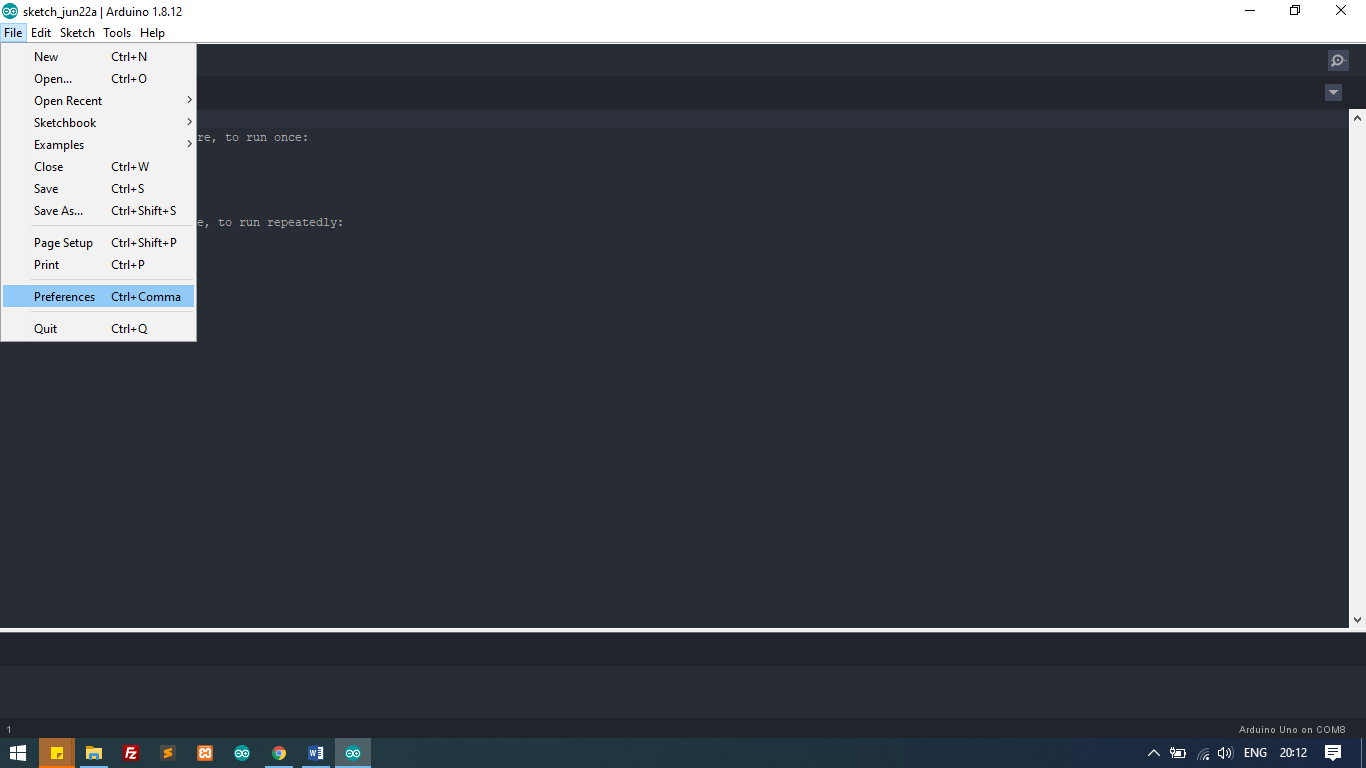 sketch_jun22a | Arduino 1.8.12
File Edit Sketch Tools Help
New Ctrl+N
Open... Ctrl+O
Open Recent
Sketchbook
Examples
Close Ctrl+W
Save Ctrl+S
Save As... Ctrl+Shift+S
Page Setup Ctrl+Shift+P
Print Ctrl+P
Preferences Ctrl+Comma
Quit Ctrl+Q
re, to run once:
e, to run repeatedly:
1 Arduino Uno on COM8
Fz W ENG 20:12